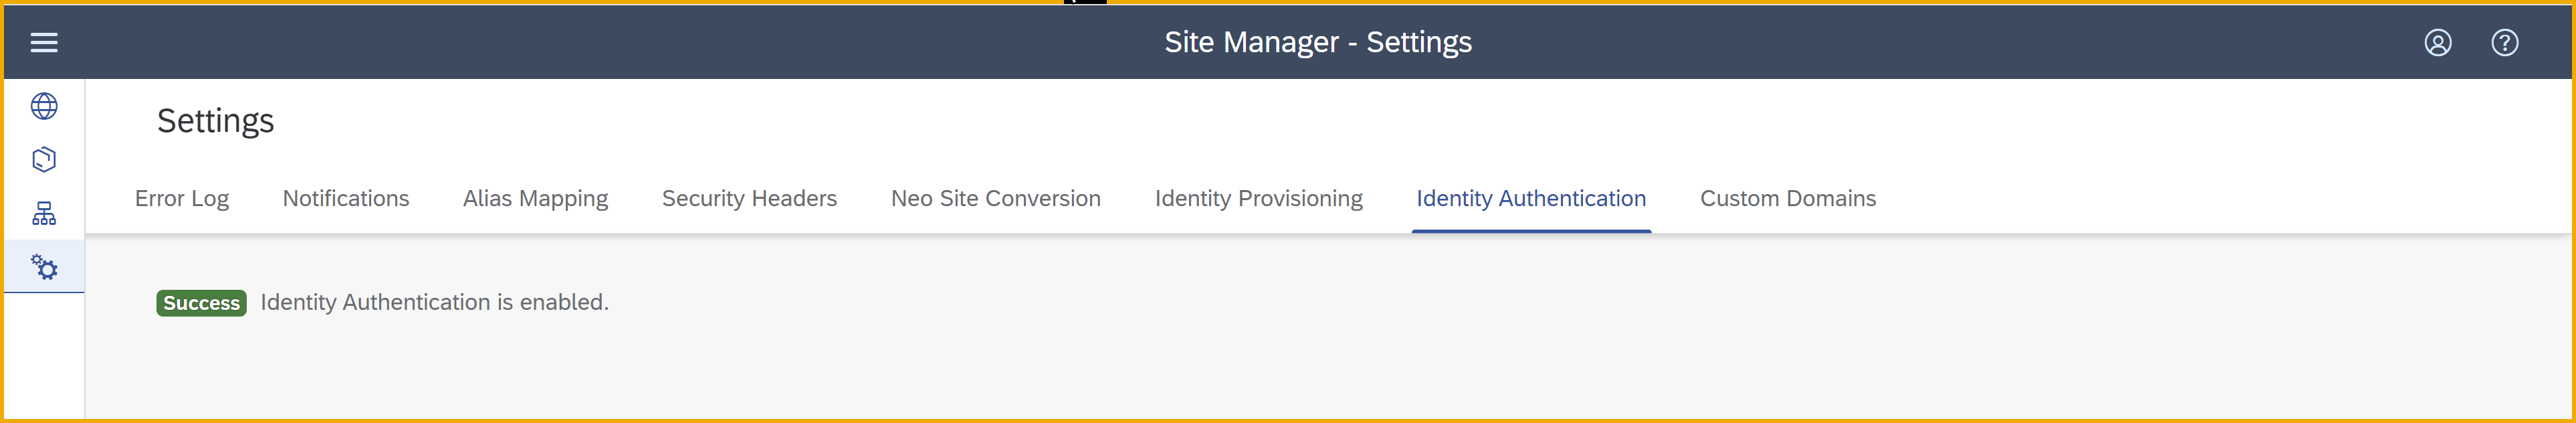 Site Manager - Settings
Settings
Error Log Notifications Alias Mapping Security Headers Neo Site Conversion Identity Provisioning Identity Authentication Custom Domains
Success Identity Authentication is enabled.